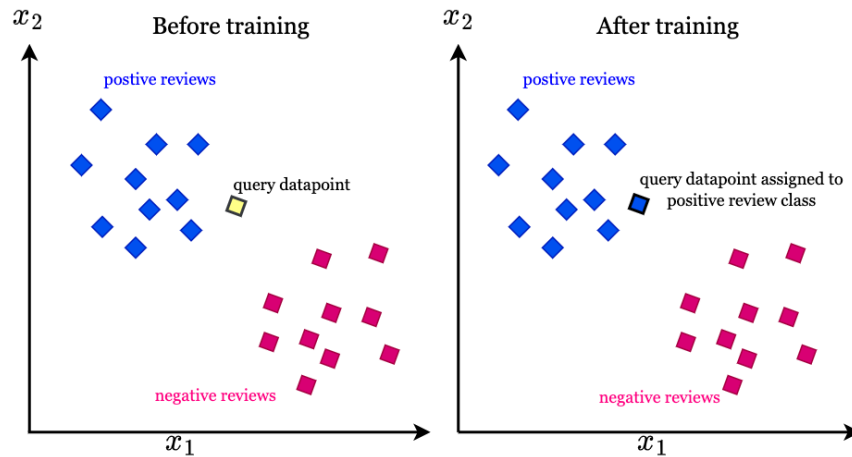 Before training
x₂
postive reviews
query datapoint
negative reviews
x₁
After training
x₂
postive reviews
query datapoint assigned to
positive review class
negative reviews
x₁